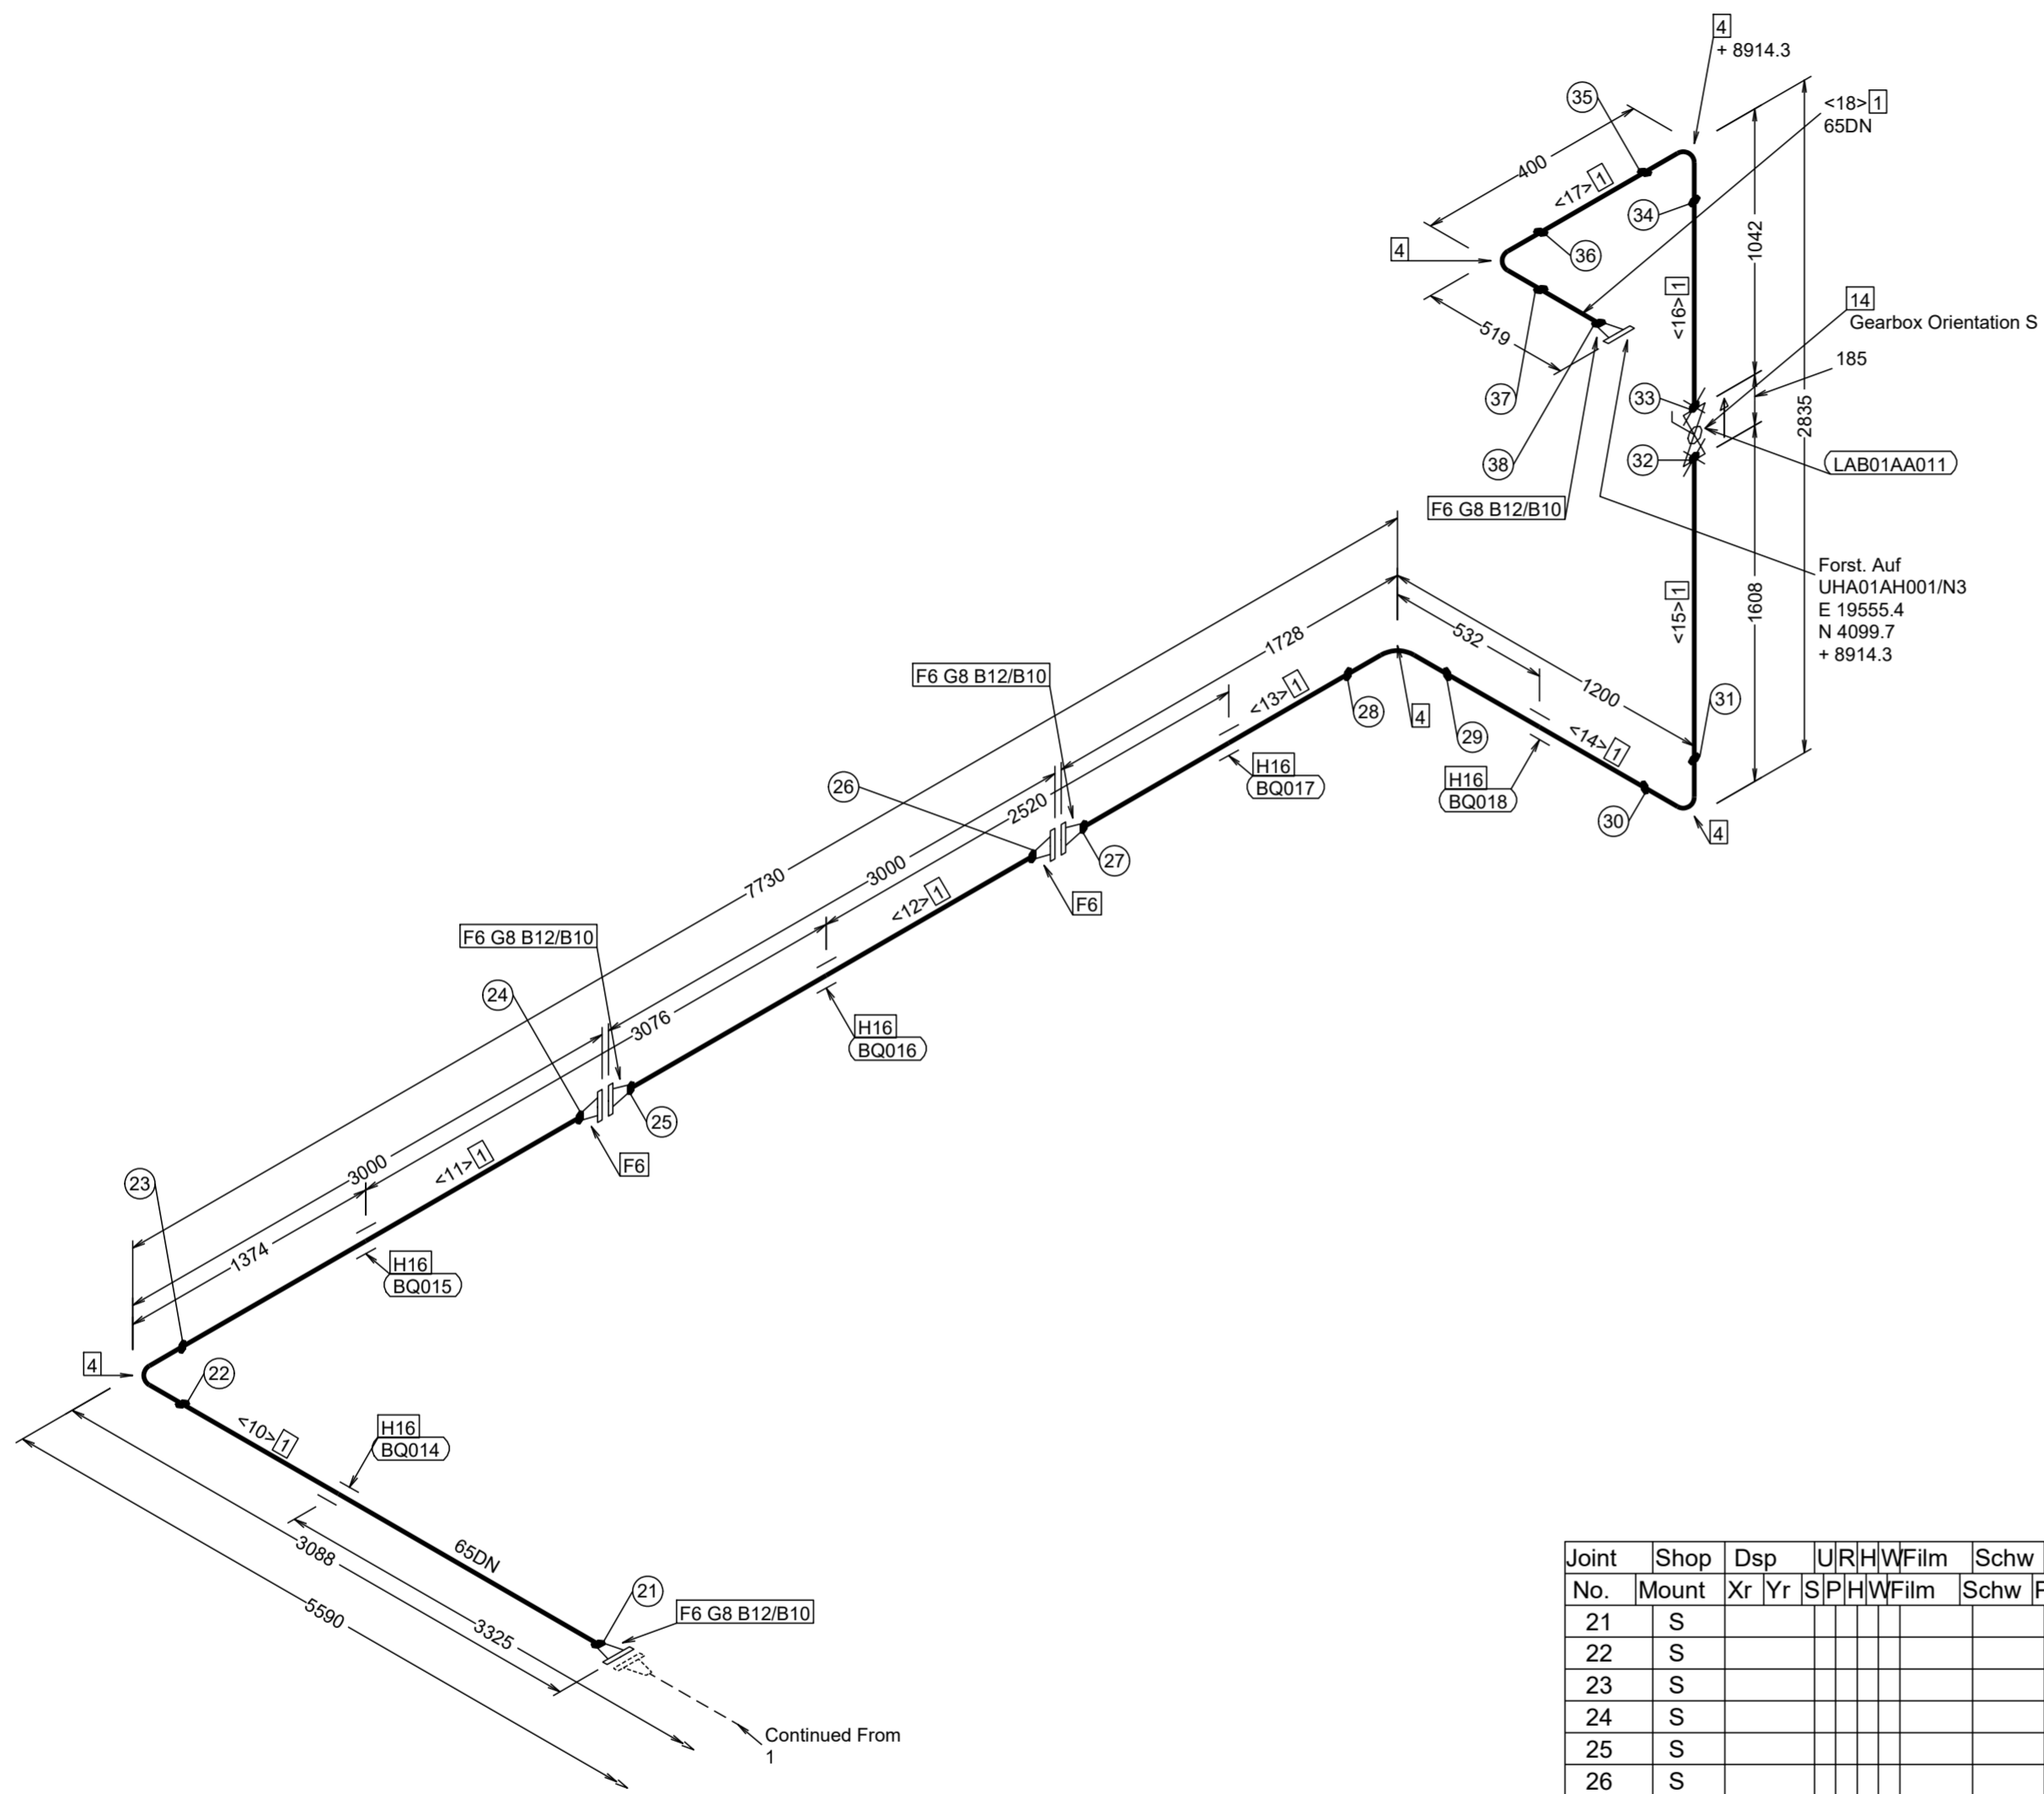 4
+ 8914.3
35
<18> 1
65DN
400
<17> 1
34
1042
36
4
<16> 1
14
Gearbox Orientation S
519
185
37
33
2835
38
32
LAB01AA011
F6 G8 B12/B10
Forst. Auf
UHA01AH001/N3
E 19555.4
N 4099.7
+ 8914.3
<15> 1
1608
1728
532
F6 G8 B12/B10
1200
<13> 1
31
28
4
29
<14> 1
26
H16
BQ017
H16
BQ018
2520
30
4
27
3000
7730
<12> 1
F6
F6 G8 B12/B10
24
3076
H16
BQ016
25
3000
<11> 1
F6
23
1374
H16
BQ015
4
22
<10> 1
H16
BQ014
3088
65DN
5590
3325
21
F6 G8 B12/B10
Continued From
1
Joint Shop Dsp U R H W Film Schw
No. Mount Xr Yr S P H W Film Schw
21 S
22 S
23 S
24 S
25 S
26 S